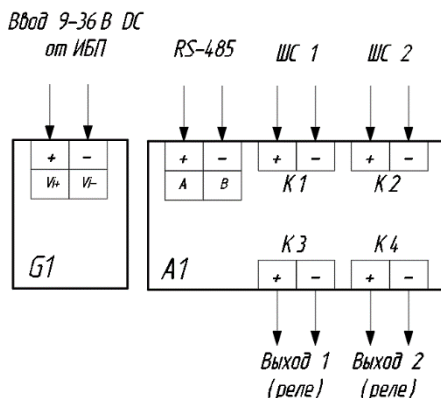 Ввод 9-36 В DC
от ИБП
RS-485
ШС 1
ШС 2
+ - + - + - + -
Vi+ Vi- A B K1 K2
G1
A1
K3 K4
+ - + -
Выход 1 Выход 2
(реле) (реле)